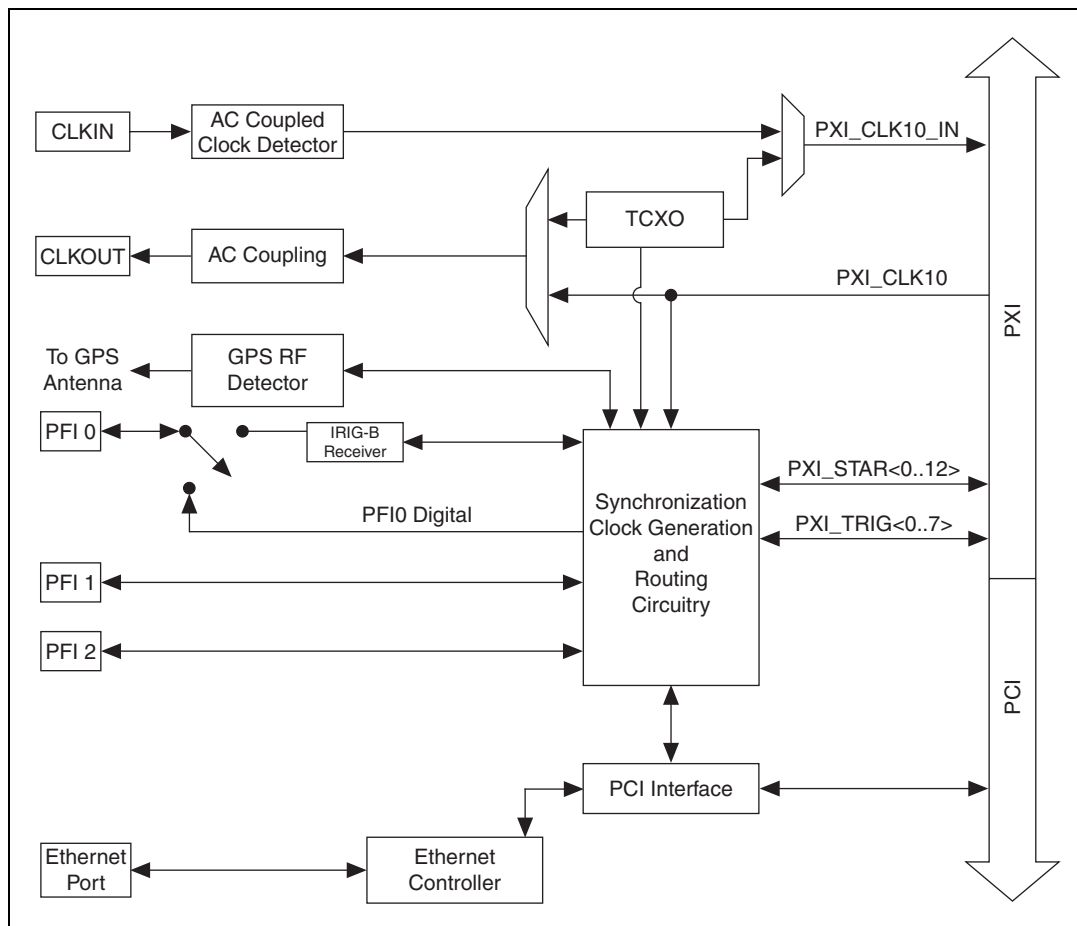 CLKIN
AC Coupled
Clock Detector
PXI_CLK10_IN
TCXO
CLKOUT
AC Coupling
PXI_CLK10
PXI
To GPS
Antenna
GPS RF
Detector
PFI 0
IRIG-B
Receiver
PXI_STAR<0..12>
Synchronization
Clock Generation
and
Routing
Circuitry
PFI0 Digital
PXI_TRIG<0..7>
PFI 1
PFI 2
PCI
PCI Interface
Ethernet
Port
Ethernet
Controller